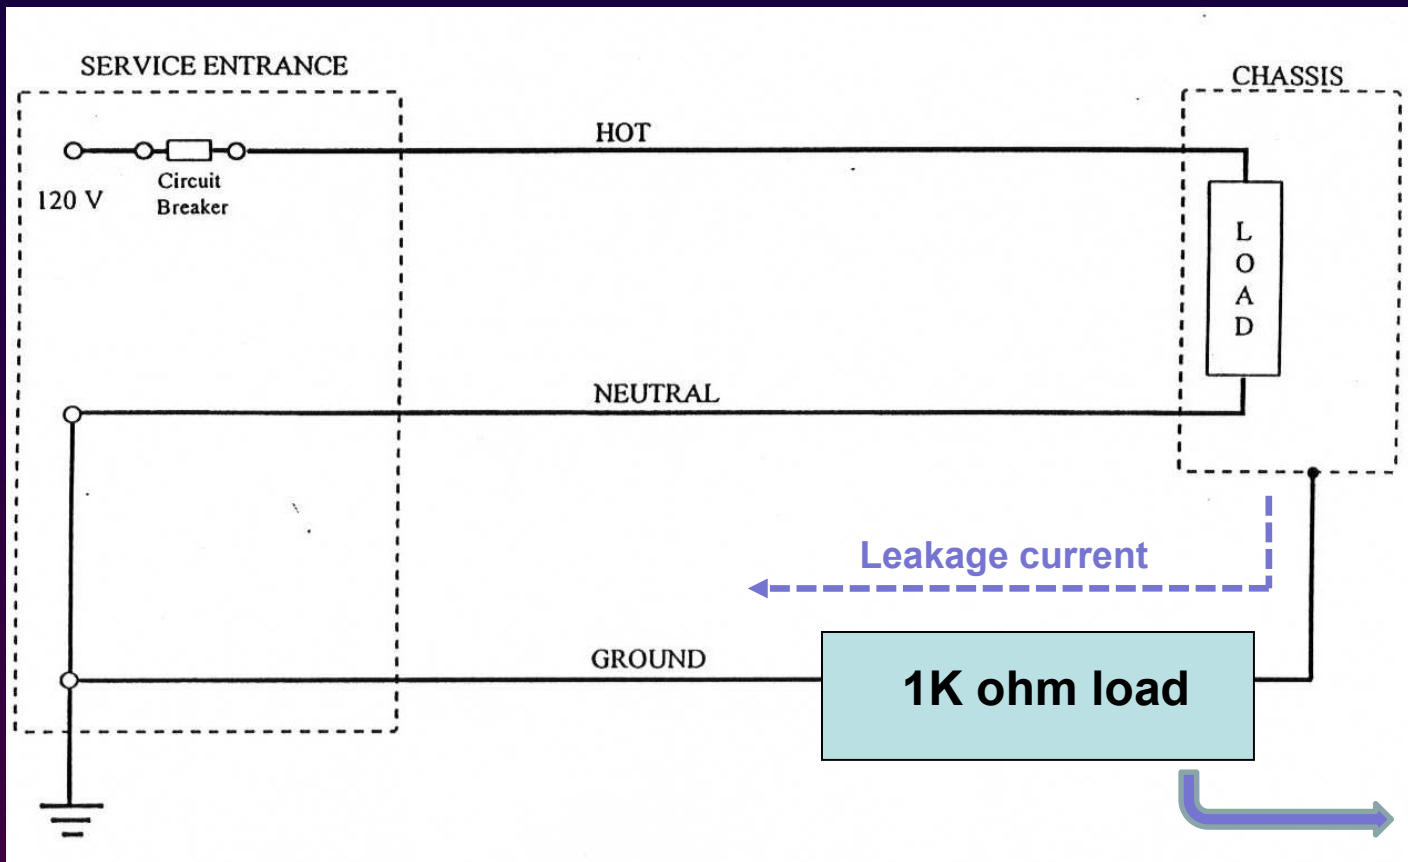 SERVICE ENTRANCE
CHASSIS
HOT
120 V
Circuit
Breaker
L
O
A
D
NEUTRAL
Leakage current
GROUND
1K ohm load